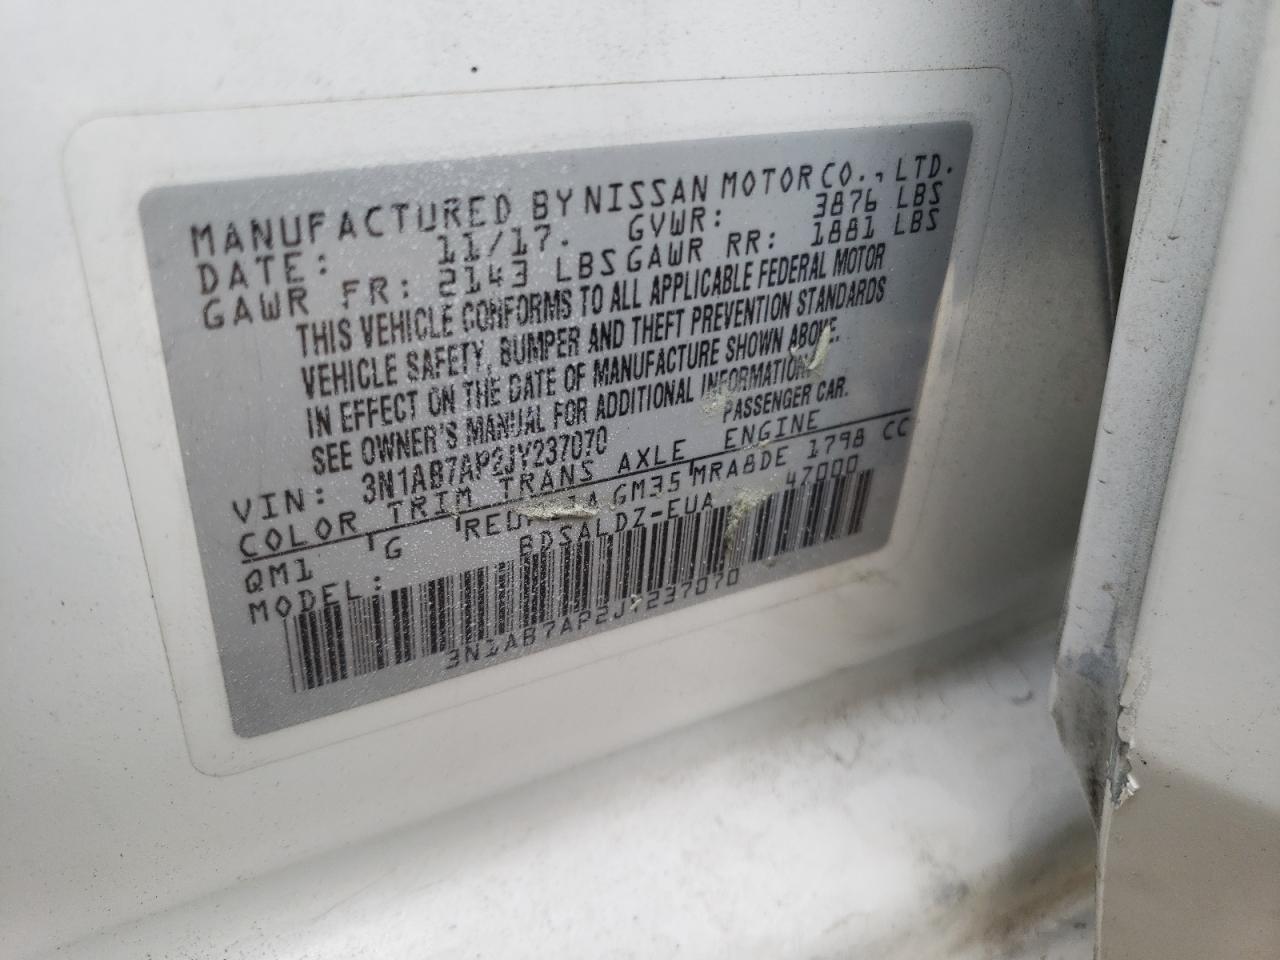 MANUFACTURED BY NISSAN MOTOR CO., LTD.
DATE: 11/17. GVWR: 3876 LBS
GAWR FR: 2143 LBS GAWR RR: 1881 LBS
THIS VEHICLE CONFORMS TO ALL APPLICABLE FEDERAL MOTOR
VEHICLE SAFETY, BUMPER AND THEFT PREVENTION STANDARDS
IN EFFECT ON THE DATE OF MANUFACTURE SHOWN ABOVE.
SEE OWNER'S MANUAL FOR ADDITIONAL INFORMATION.
VIN: 3N1AB7AP2JY237070 PASSENGER CAR.
COLOR TRIM TRANS AXLE ENGINE
QM1 G GM35 MRA8DE 1798 CC
MODEL: BDSALDZ-EUA 47000
3N1AB7AP2JY237070